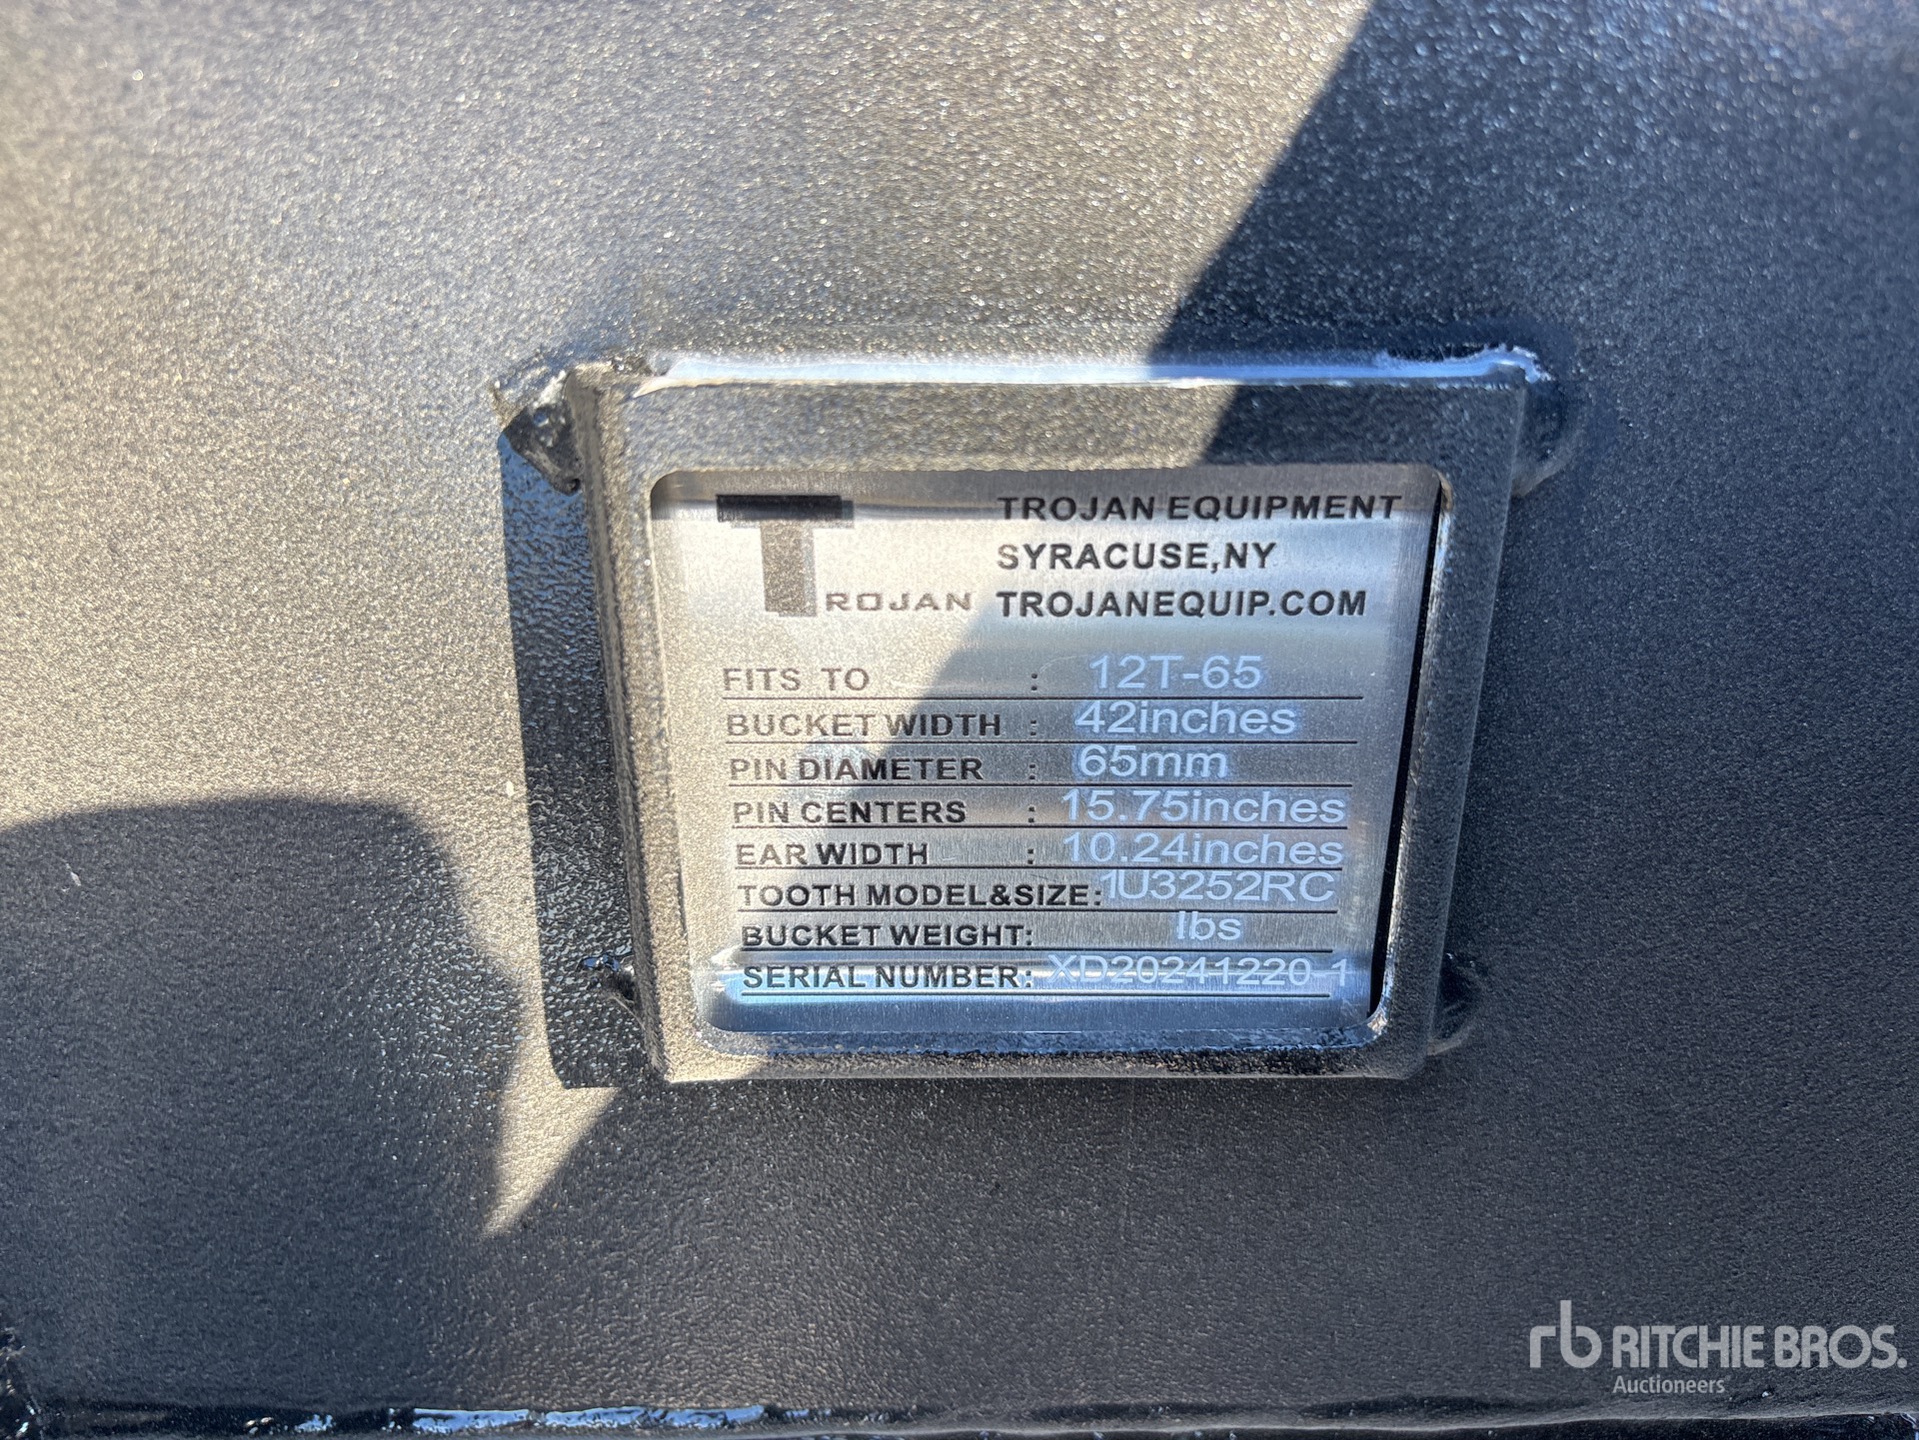 TROJAN
TROJAN EQUIPMENT
SYRACUSE,NY
TROJANEQUIP.COM
FITS TO : 12T-65
BUCKET WIDTH : 42inches
PIN DIAMETER : 65mm
PIN CENTERS : 15.75inches
EAR WIDTH : 10.24inches
TOOTH MODEL&SIZE: 1U3252RC
BUCKET WEIGHT: lbs
SERIAL NUMBER: XD20241220-1
rb RITCHIE BROS.
Auctioneers